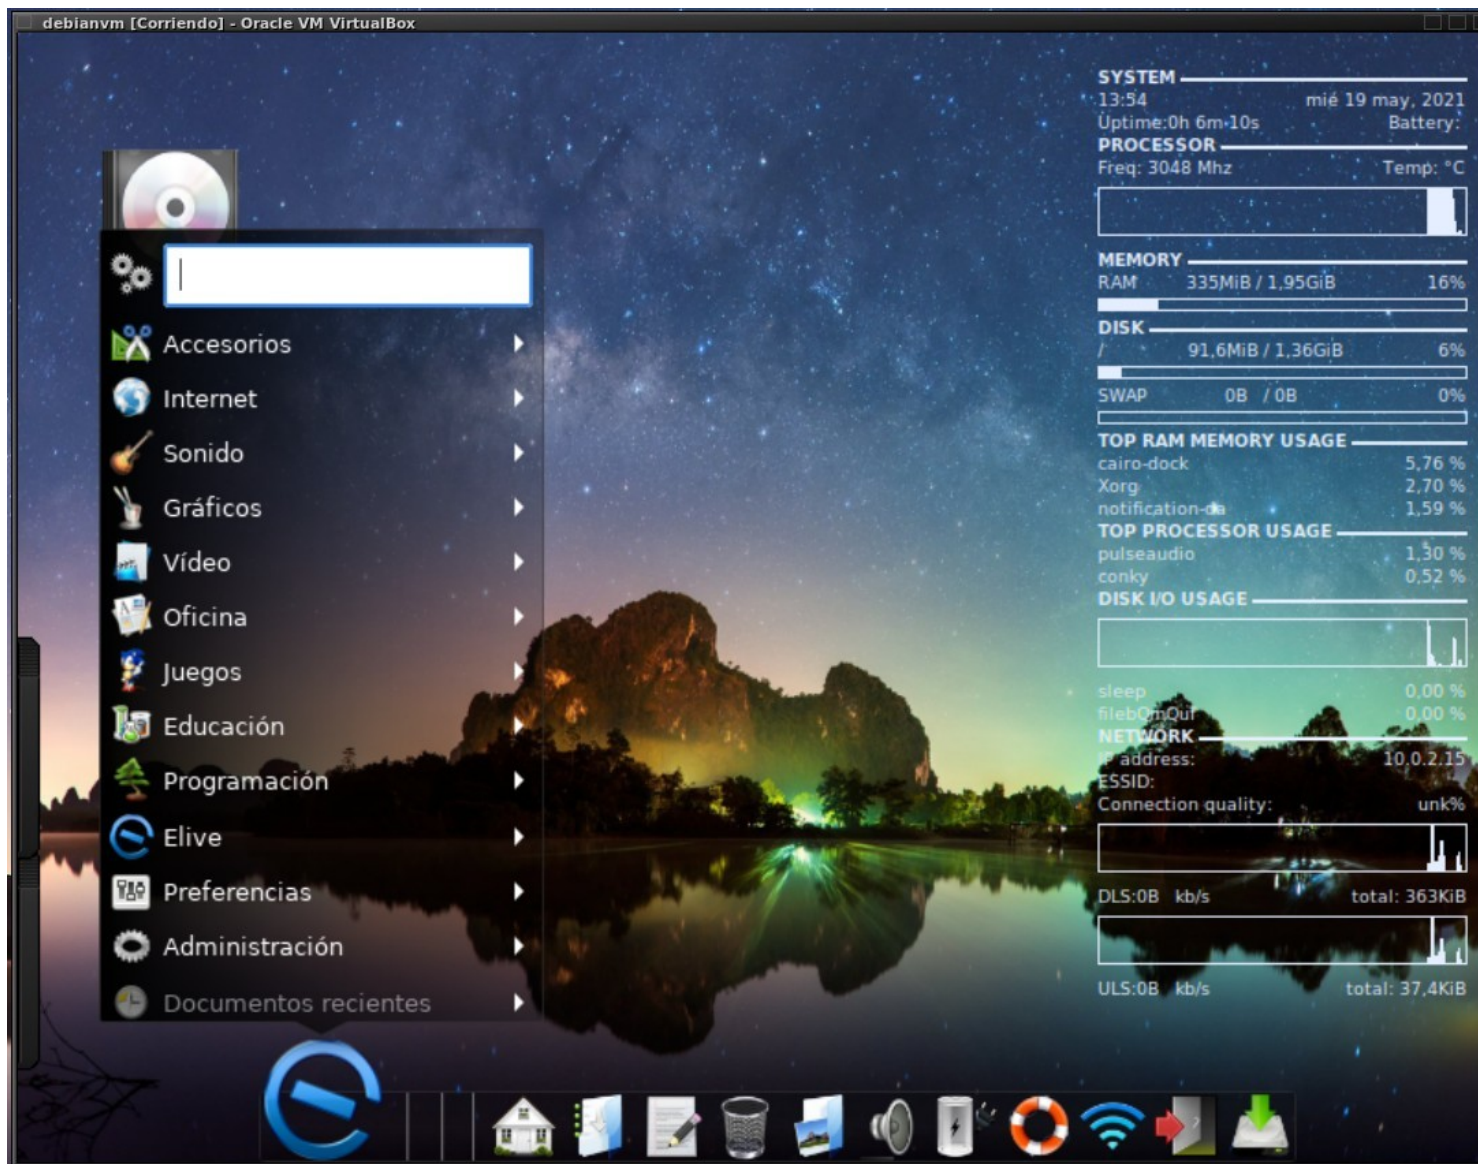 debianvm [Corriendo] - Oracle VM VirtualBox
Accesorios
Internet
Sonido
Gráficos
Vídeo
Oficina
Juegos
Educación
Programación
Elive
Preferencias
Administración
Documentos recientes
SYSTEM
13:54 mié 19 may, 2021
Uptime:0h 6m 10s Battery:
PROCESSOR
Freq: 3048 Mhz Temp: °C
MEMORY
RAM 335MiB / 1,95GiB 16%
DISK
/ 91,6MiB / 1,36GiB 6%
SWAP 0B / 0B 0%
TOP RAM MEMORY USAGE
cairo-dock 5,76 %
Xorg 2,70 %
notification-da 1,59 %
TOP PROCESSOR USAGE
pulseaudio 1,30 %
conky 0,52 %
DISK I/O USAGE
sleep 0,00 %
0,00 %
NETWORK
IP address: 10.0.2.15
ESSID:
Connection quality: unk%
DLS:0B kb/s total: 363KiB
ULS:0B kb/s total: 37,4KiB